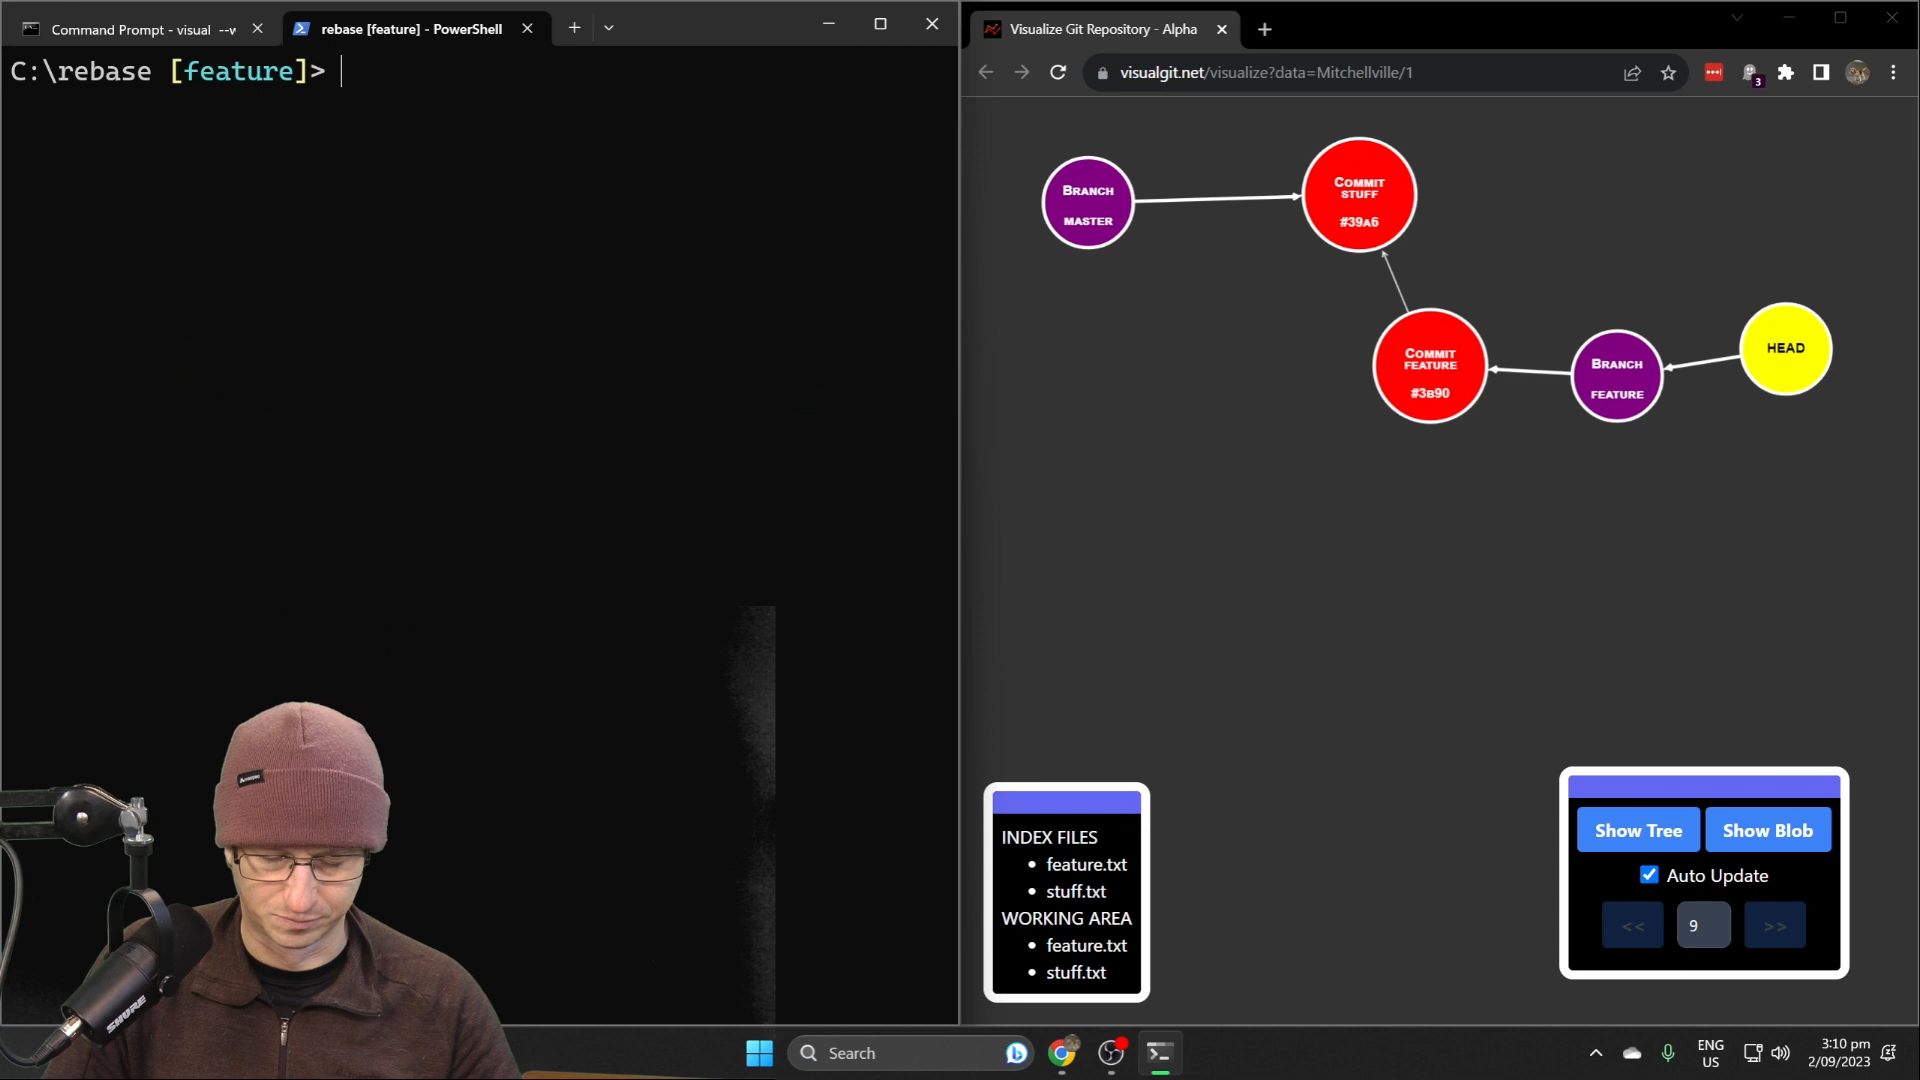 Command Prompt - visual --w
rebase [feature] - PowerShell
C:\rebase [feature]>
Visualize Git Repository - Alpha
visualgit.net/visualize?data=Mitchellville/1
3
BRANCH
MASTER
COMMIT
STUFF
#39A6
COMMIT
FEATURE
#3B90
BRANCH
FEATURE
HEAD
INDEX FILES
• feature.txt
• stuff.txt
WORKING AREA
• feature.txt
• stuff.txt
Show Tree
Show Blob
Auto Update
<<
9
>>
SHURE
Search
ENG
US
3:10 pm
2/09/2023